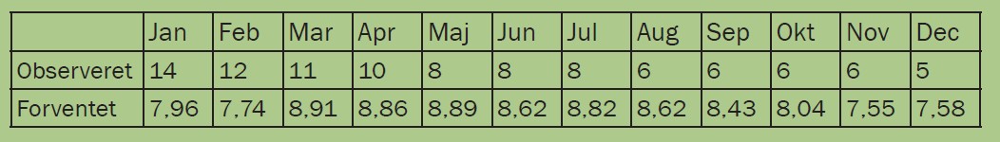 Jan Feb Mar Apr Maj Jun Jul Aug Sep Okt Nov Dec
Observeret 14 12 11 10 8 8 8 6 6 6 6 5
Forventet 7,96 7,74 8,91 8,86 8,89 8,62 8,82 8,62 8,43 8,04 7,55 7,58